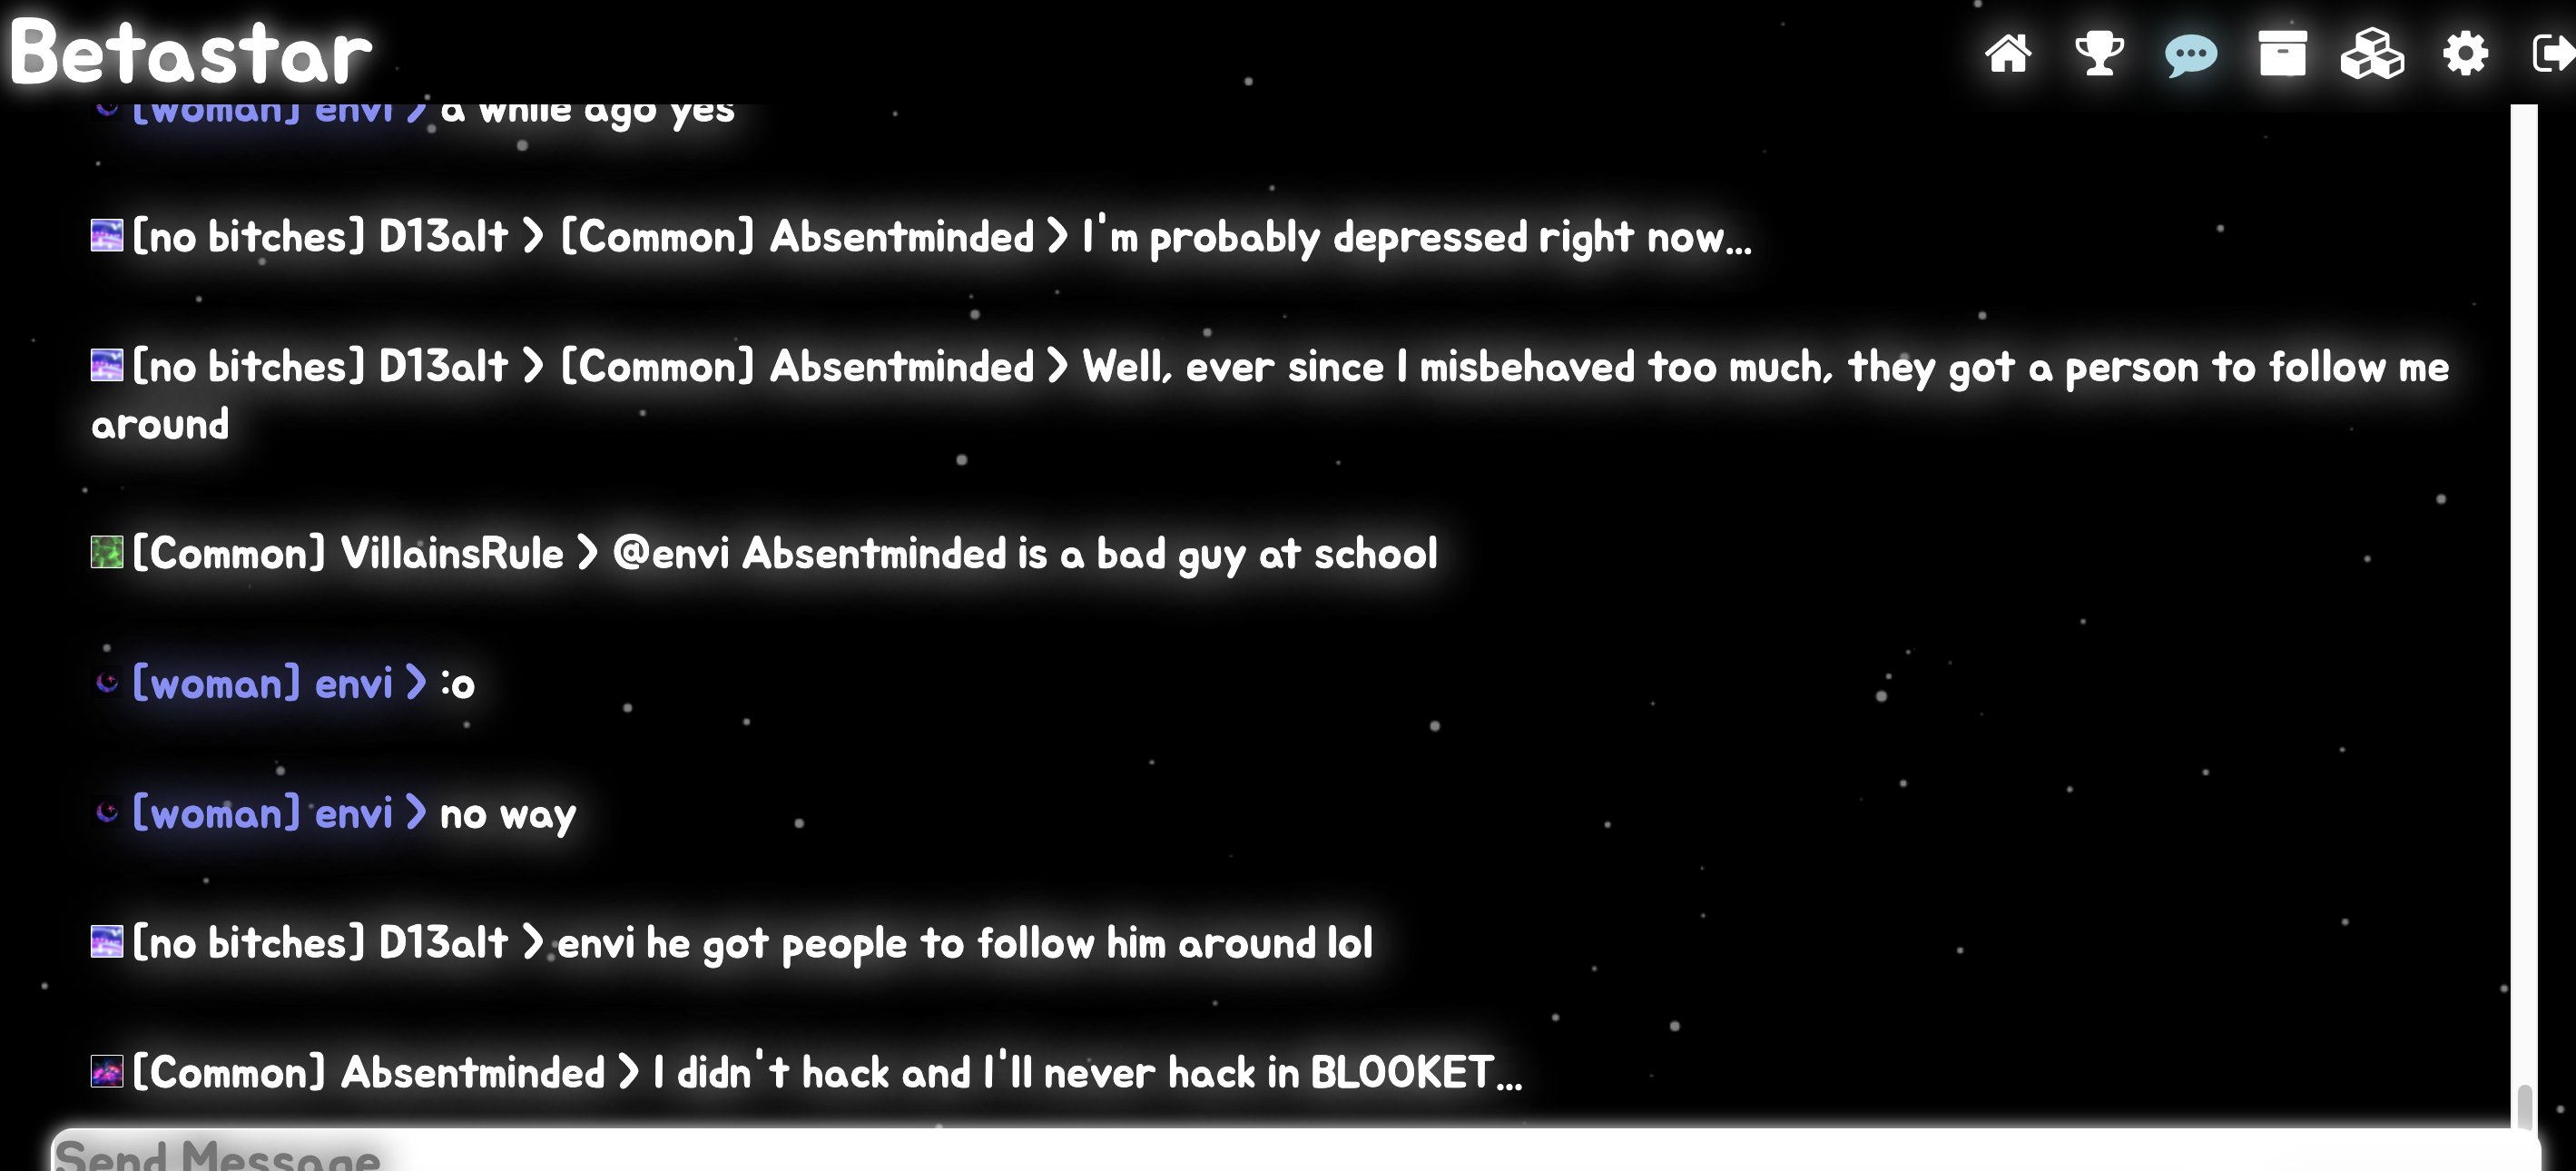 Betastar
[woman] envi > a while ago yes
[no bitches] D13alt > [Common] Absentminded > I'm probably depressed right now...
[no bitches] D13alt > [Common] Absentminded > Well, ever since I misbehaved too much, they got a person to follow me
around
[Common] VillainsRule > @envi Absentminded is a bad guy at school
[woman] envi > :o
[woman] envi > no way
[no bitches] D13alt > envi he got people to follow him around lol
[Common] Absentminded > I didn't hack and I'll never hack in BLOOKET...
Send Message